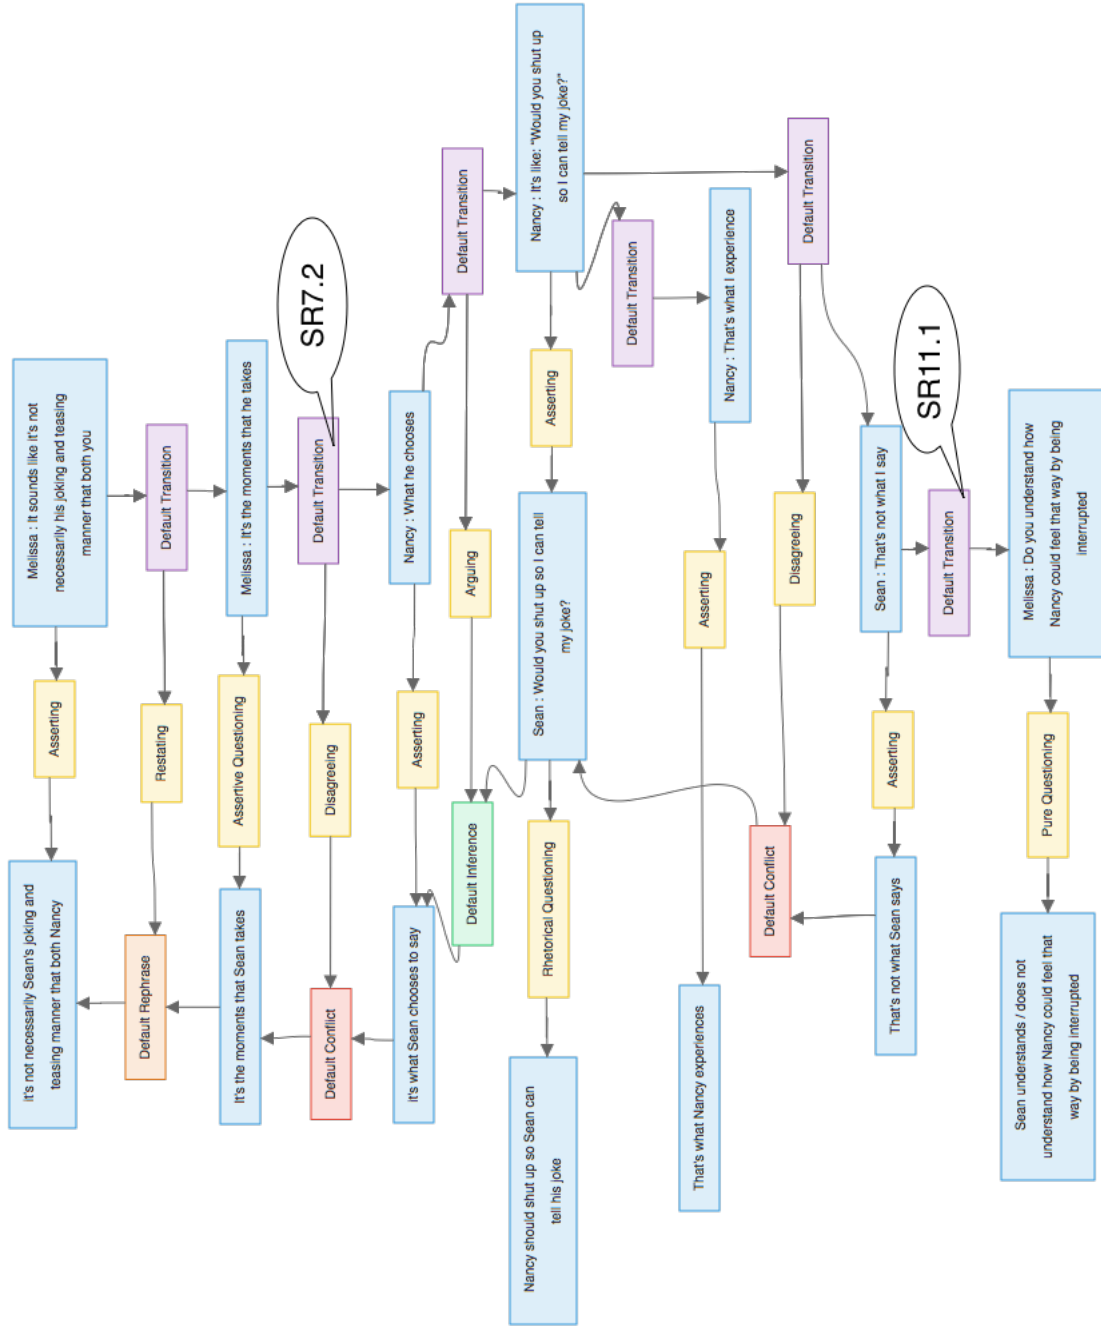 it's not necessarily Sean's joking and
teasing manner that both Nancy
Asserting
Melissa : It sounds like it's not
necessarily his joking and teasing
manner that both you
Default Rephrase
Restating
Default Transition
It's the moments that Sean takes
Assertive Questioning
Melissa : It's the moments that he takes
Default Conflict
Disagreeing
Default Transition
SR7.2
it's what Sean chooses to say
Asserting
Nancy : What he chooses
Default Inference
Arguing
Default Transition
Nancy should shut up so Sean can
tell his joke
Rhetorical Questioning
Sean : Would you shut up so I can tell
my joke?
Asserting
Nancy : It's like: "Would you shut up
so I can tell my joke?"
Default Transition
That's what Nancy experiences
Asserting
Nancy : That's what I experience
Default Conflict
Disagreeing
Default Transition
That's not what Sean says
Asserting
Sean : That's not what I say
Default Transition
SR11.1
Sean understands / does not
understand how Nancy could feel that
way by being interrupted
Pure Questioning
Melissa : Do you understand how
Nancy could feel that way by being
interrupted